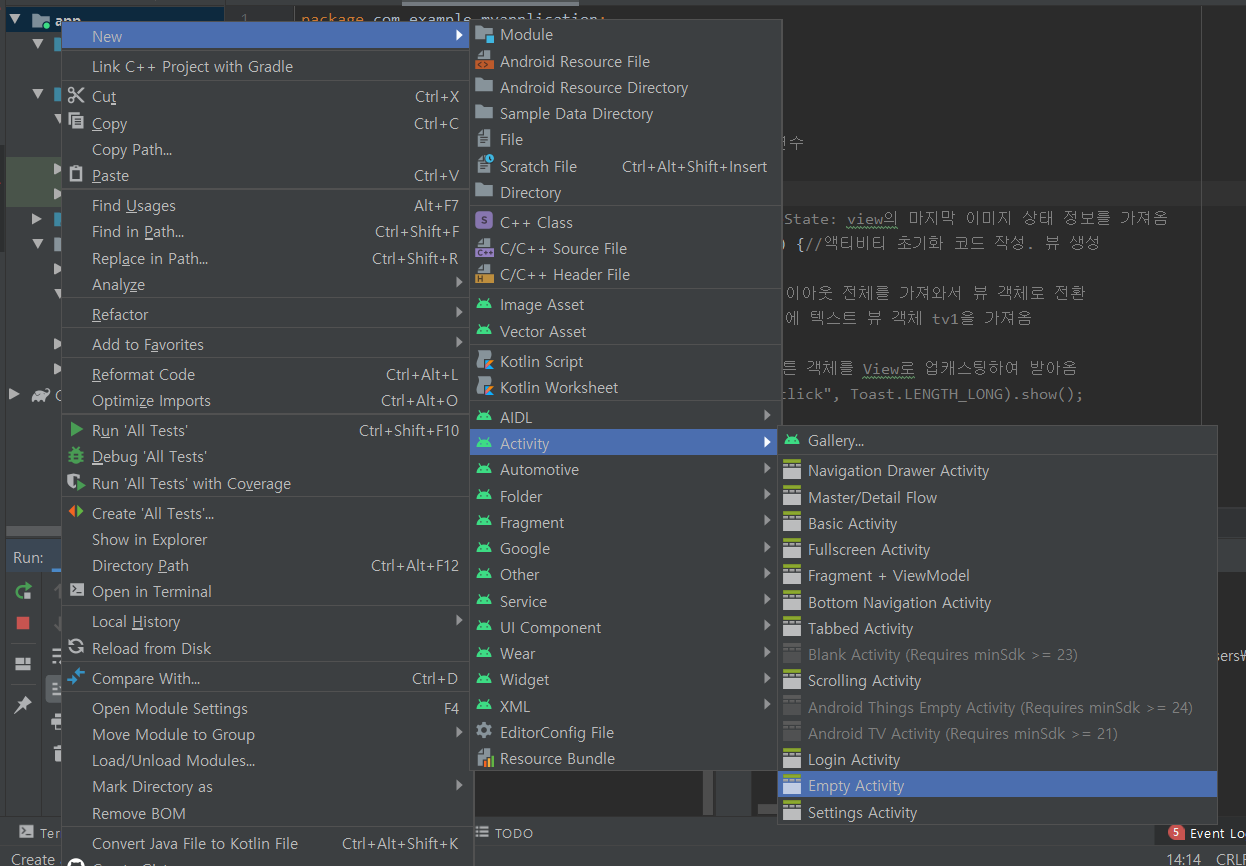 app
1
package com.example.myapplication;
New
Link C++ Project with Gradle
Cut Ctrl+X
Copy Ctrl+C
Copy Path...
Paste Ctrl+V
Find Usages Alt+F7
Find in Path... Ctrl+Shift+F
Replace in Path... Ctrl+Shift+R
Analyze
Refactor
Add to Favorites
Reformat Code Ctrl+Alt+L
Optimize Imports Ctrl+Alt+O
Run 'All Tests' Ctrl+Shift+F10
Debug 'All Tests'
Run 'All Tests' with Coverage
Create 'All Tests'...
Show in Explorer
Directory Path Ctrl+Alt+F12
Open in Terminal
Local History
Reload from Disk
Compare With... Ctrl+D
Open Module Settings F4
Move Module to Group
Load/Unload Modules...
Mark Directory as
Remove BOM
Convert Java File to Kotlin File Ctrl+Alt+Shift+K
Module
Android Resource File
Android Resource Directory
Sample Data Directory
File
Scratch File Ctrl+Alt+Shift+Insert
Directory
C++ Class
C/C++ Source File
C/C++ Header File
Image Asset
Vector Asset
Kotlin Script
Kotlin Worksheet
AIDL
Activity
Automotive
Folder
Fragment
Google
Other
Service
UI Component
Wear
Widget
XML
EditorConfig File
Resource Bundle
수
State: view의 마지막 이미지 상태 정보를 가져옴
) {//액티비티 초기화 코드 작성. 뷰 생성
이아웃 전체를 가져와서 뷰 객체로 전환
에 텍스트 뷰 객체 tv1을 가져옴
튼 객체를 View로 업캐스팅하여 받아옴
click", Toast.LENGTH_LONG).show();
Gallery...
Navigation Drawer Activity
Master/Detail Flow
Basic Activity
Fullscreen Activity
Fragment + ViewModel
Bottom Navigation Activity
Tabbed Activity
Blank Activity (Requires minSdk >= 23)
Scrolling Activity
Android Things Empty Activity (Requires minSdk >= 24)
Android TV Activity (Requires minSdk >= 21)
Login Activity
Empty Activity
Settings Activity
Run:
sers\
Ter
TODO
5 Event Lo
Create
14:14 CRLF